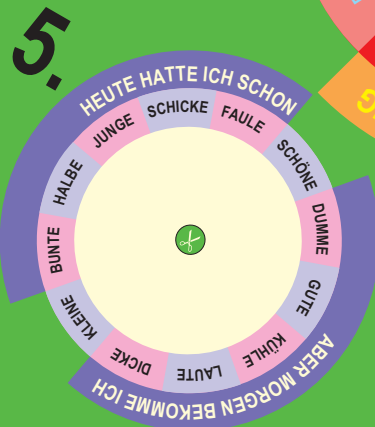 5.
HEUTE HATTE ICH SCHON
SCHICKE
FAULE
SCHÖNE
DUMME
GUTE
KÜHLE
LAUTE
DICKE
KLEINE
BUNTE
HALBE
JUNGE
ABER MORGEN BEKOMME ICH